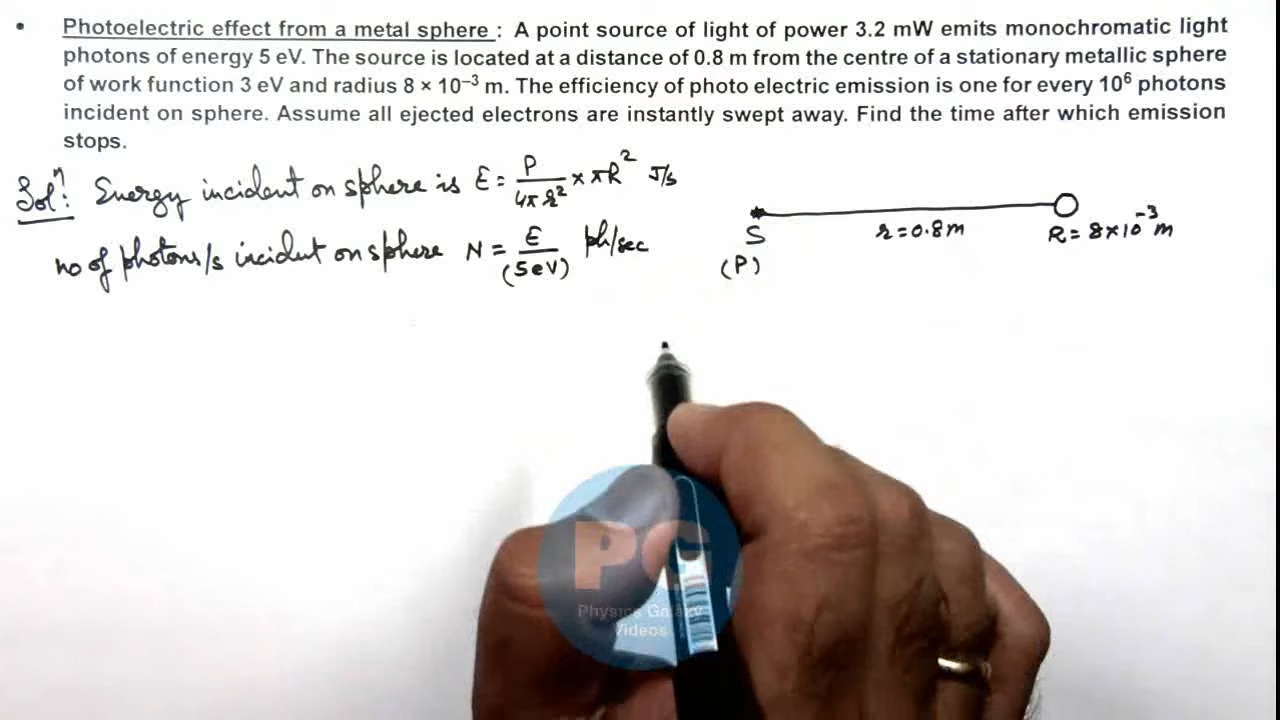 • Photoelectric effect from a metal sphere : A point source of light of power 3.2 mW emits monochromatic light
photons of energy 5 eV. The source is located at a distance of 0.8 m from the centre of a stationary metallic sphere
of work function 3 eV and radius 8 × 10⁻³ m. The efficiency of photo electric emission is one for every 10⁶ photons
incident on sphere. Assume all ejected electrons are instantly swept away. Find the time after which emission
stops.
Solⁿ: Energy incident on sphere is E = P/4πr² × πR² J/s
r = 0.8 m R = 8×10⁻³ m
S
(P)
no of photons/s incident on sphere N = E/(5eV) ph/sec
PG
Physics Galaxy
Videos